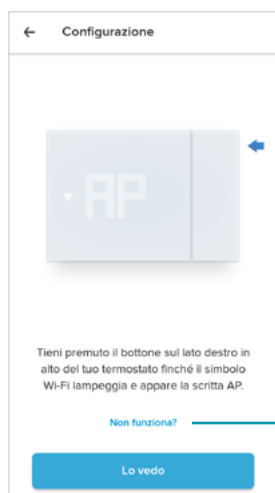 Configurazione
AP
Tieni premuto il bottone sul lato destro in
alto del tuo termostato finché il simbolo
Wi-Fi lampeggia e appare la scritta AP.
Non funziona?
Lo vedo